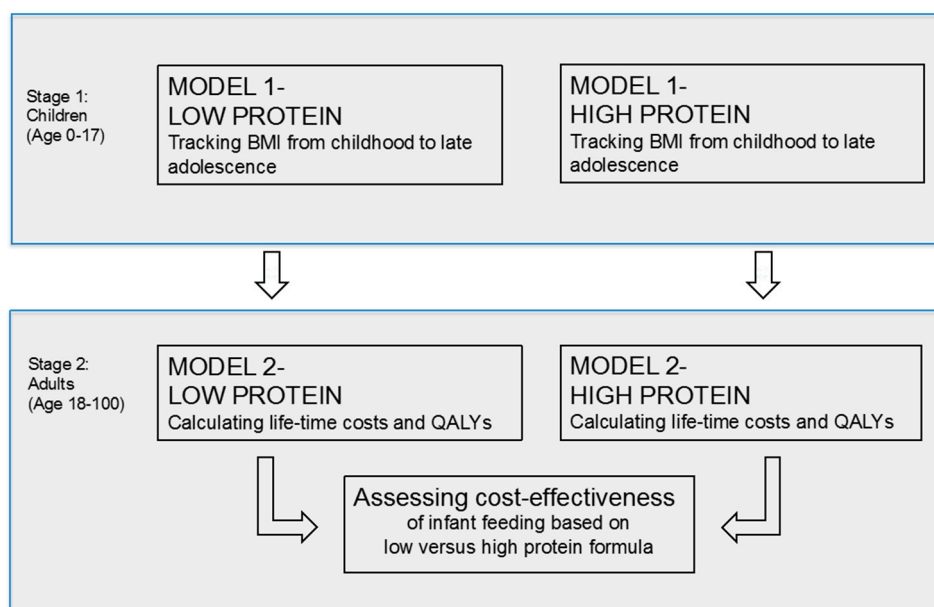 Stage 1:
Children
(Age 0-17)
MODEL 1-
LOW PROTEIN
Tracking BMI from childhood to late
adolescence
MODEL 1-
HIGH PROTEIN
Tracking BMI from childhood to late
adolescence
Stage 2:
Adults
(Age 18-100)
MODEL 2-
LOW PROTEIN
Calculating life-time costs and QALYs
MODEL 2-
HIGH PROTEIN
Calculating life-time costs and QALYs
Assessing cost-effectiveness
of infant feeding based on
low versus high protein formula